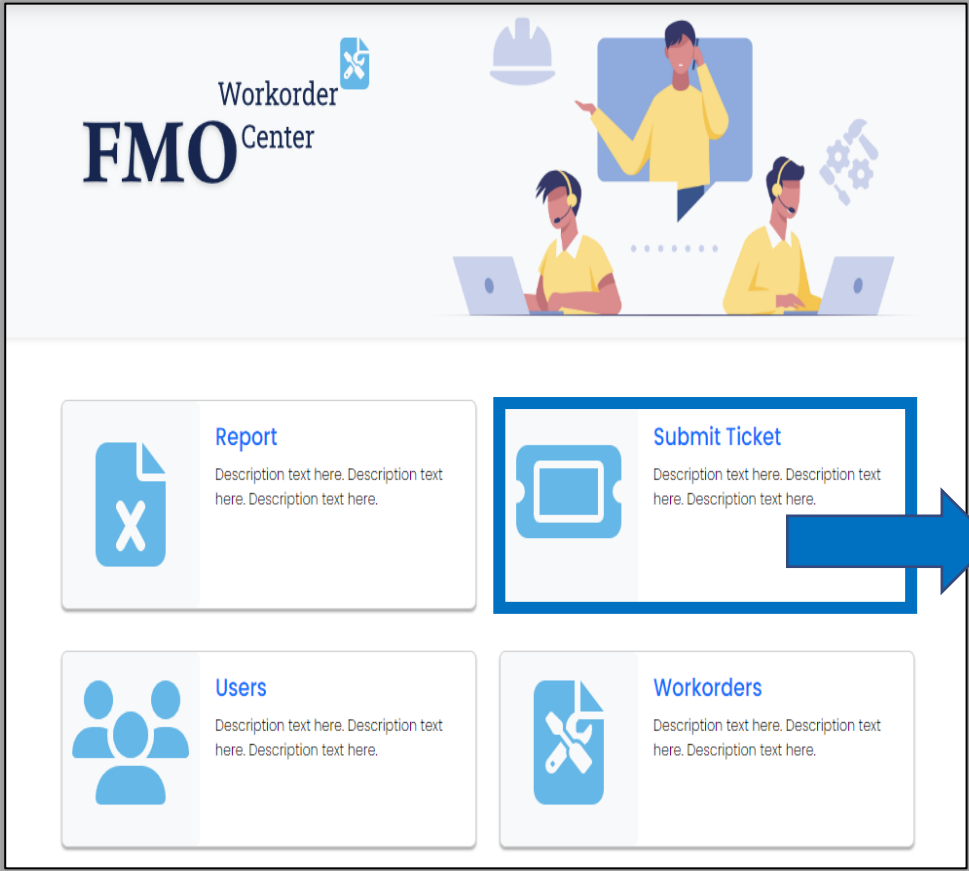 Workorder
FMO Center
Report
Description text here. Description text
here. Description text here.
Submit Ticket
Description text here. Description text
here. Description text here.
Users
Description text here. Description text
here. Description text here.
Workorders
Description text here. Description text
here. Description text here.